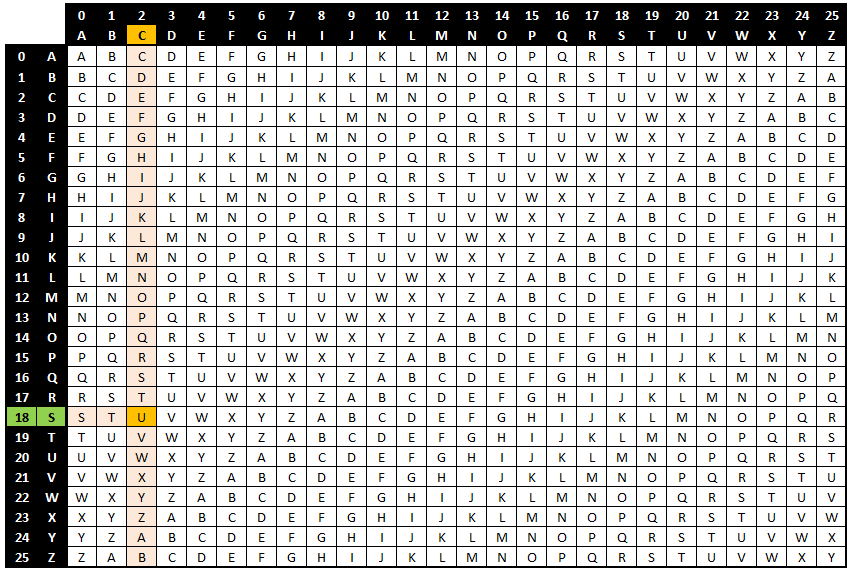 0 1 2 3 4 5 6 7 8 9 10 11 12 13 14 15 16 17 18 19 20 21 22 23 24 25
A B C D E F G H I J K L M N O P Q R S T U V W X Y Z
0 A A B C D E F G H I J K L M N O P Q R S T U V W X Y Z
1 B B C D E F G H I J K L M N O P Q R S T U V W X Y Z A
2 C C D E F G H I J K L M N O P Q R S T U V W X Y Z A B
3 D D E F G H I J K L M N O P Q R S T U V W X Y Z A B C
4 E E F G H I J K L M N O P Q R S T U V W X Y Z A B C D
5 F F G H I J K L M N O P Q R S T U V W X Y Z A B C D E
6 G G H I J K L M N O P Q R S T U V W X Y Z A B C D E F
7 H H I J K L M N O P Q R S T U V W X Y Z A B C D E F G
8 I I J K L M N O P Q R S T U V W X Y Z A B C D E F G H
9 J J K L M N O P Q R S T U V W X Y Z A B C D E F G H I
10 K K L M N O P Q R S T U V W X Y Z A B C D E F G H I J
11 L L M N O P Q R S T U V W X Y Z A B C D E F G H I J K
12 M M N O P Q R S T U V W X Y Z A B C D E F G H I J K L
13 N N O P Q R S T U V W X Y Z A B C D E F G H I J K L M
14 O O P Q R S T U V W X Y Z A B C D E F G H I J K L M N
15 P P Q R S T U V W X Y Z A B C D E F G H I J K L M N O
16 Q Q R S T U V W X Y Z A B C D E F G H I J K L M N O P
17 R R S T U V W X Y Z A B C D E F G H I J K L M N O P Q
18 S S T U V W X Y Z A B C D E F G H I J K L M N O P Q R
19 T T U V W X Y Z A B C D E F G H I J K L M N O P Q R S
20 U U V W X Y Z A B C D E F G H I J K L M N O P Q R S T
21 V V W X Y Z A B C D E F G H I J K L M N O P Q R S T U
22 W W X Y Z A B C D E F G H I J K L M N O P Q R S T U V
23 X X Y Z A B C D E F G H I J K L M N O P Q R S T U V W
24 Y Y Z A B C D E F G H I J K L M N O P Q R S T U V W X
25 Z Z A B C D E F G H I J K L M N O P Q R S T U V W X Y